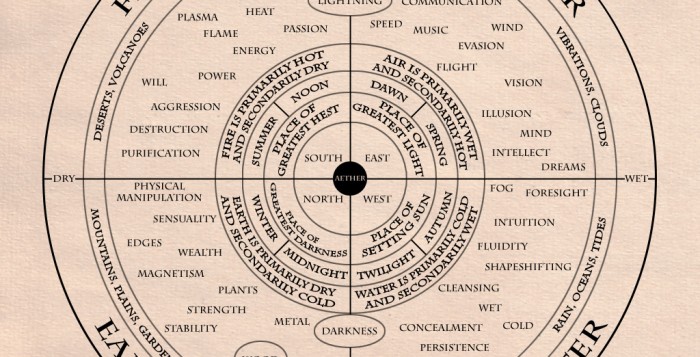 LIGHTNING
COMMUNICATION
PLASMA
HEAT
FLAME
PASSION
ENERGY
SPEED
MUSIC
WIND
EVASION
FLIGHT
DESERTS, VOLCANOES
VIBRATIONS, CLOUDS
WILL
POWER
AGGRESSION
DESTRUCTION
PURIFICATION
VISION
ILLUSION
MIND
INTELLECT
DREAMS
FIRE IS PRIMARILY HOT
AND SECONDARILY DRY
AIR IS PRIMARILY WET
AND SECONDARILY HOT
SUMMER
NOON
DAWN
SPRING
PLACE OF
GREATEST HEST
PLACE OF
GREATEST LIGHT
SOUTH
EAST
DRY
AETHER
WET
NORTH
WEST
PLACE OF
GREATEST DARKNESS
PLACE OF
SETTING SUN
WINTER
MIDNIGHT
TWILIGHT
AUTUMN
EARTH IS PRIMARILY DRY
AND SECONDARILY COLD
WATER IS PRIMARILY COLD
AND SECONDARILY WET
PHYSICAL
MANIPULATION
SENSUALITY
EDGES
WEALTH
MAGNETISM
PLANTS
STRENGTH
STABILITY
METAL
DARKNESS
FOG
FORESIGHT
INTUITION
FLUIDITY
SHAPESHIFTING
CLEANSING
WET
CONCEALMENT
COLD
PERSISTENCE
MOUNTAINS, PLAINS, GARDE
RAIN, OCEANS, TIDES
EA
ER
R